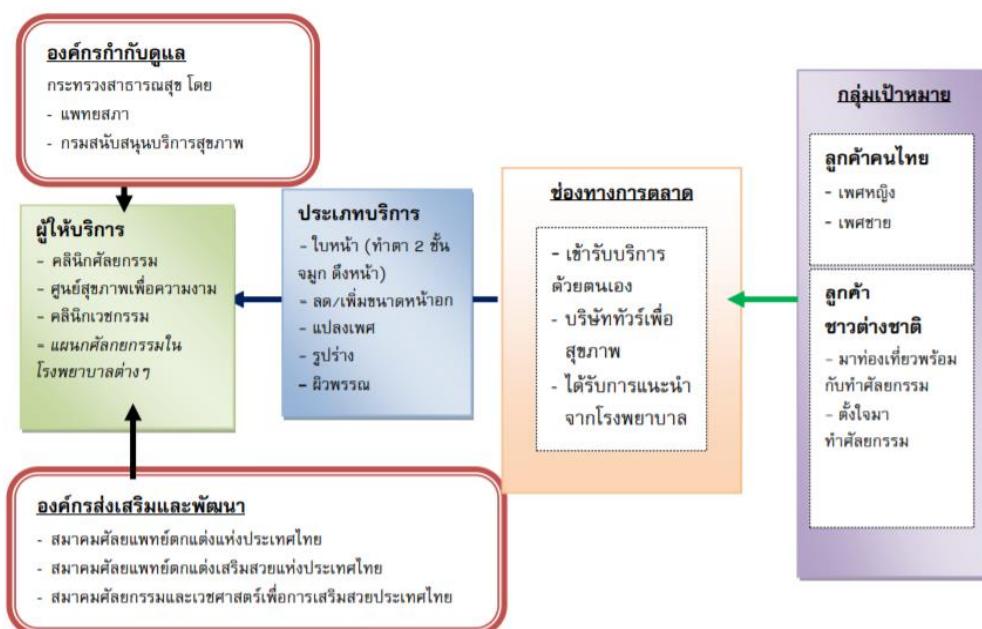 องค์กรกำกับดูแล
กระทรวงสาธารณสุข โดย
- แพทยสภา
- กรมสนับสนุนบริการสุขภาพ
ผู้ให้บริการ
- คลินิกศัลยกรรม
- ศูนย์สุขภาพเพื่อความงาม
- คลินิกเวชกรรม
- แผนกศัลกยกรรมใน
โรงพยาบาลต่างๆ
ประเภทบริการ
- ใบหน้า (ทำตา 2 ชั้น
จมูก ดึงหน้า)
- ลด/เพิ่มขนาดหน้าอก
- แปลงเพศ
- รูปร่าง
- ผิวพรรณ
ช่องทางการตลาด
- เข้ารับบริการ
ด้วยตนเอง
- บริษัททัวร์เพื่อ
สุขภาพ
- ได้รับการแนะนำ
จากโรงพยาบาล
กลุ่มเป้าหมาย
ลูกค้าคนไทย
- เพศหญิง
- เพศชาย
ลูกค้า
ชาวต่างชาติ
- มาท่องเที่ยวพร้อม
กับทำศัลยกรรม
- ตั้งใจมา
ทำศัลยกรรม
องค์กรส่งเสริมและพัฒนา
- สมาคมศัลยแพทย์ตกแต่งแห่งประเทศไทย
- สมาคมศัลยแพทย์ตกแต่งเสริมสวยแห่งประเทศไทย
- สมาคมศัลยกรรมและเวชศาสตร์เพื่อการเสริมสวยประเทศไทย